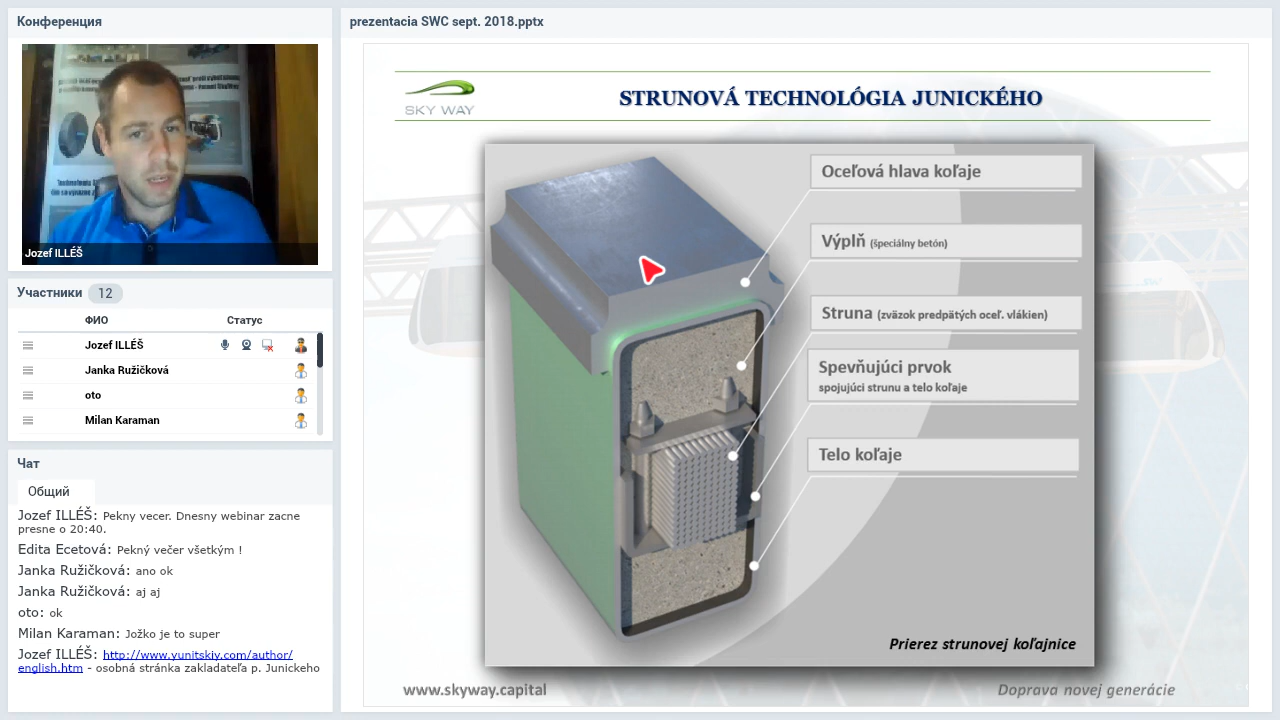 Конференция
Jozef ILLÉŠ
Участники 12
ФИО Статус
Jozef ILLÉŠ
Janka Ružičková
oto
Milan Karaman
Чат
Общий
Jozef ILLÉŠ: Pekny vecer. Dnesny webinar zacne
presne o 20:40.
Edita Ecetová: Pekný večer všetkým !
Janka Ružičková: ano ok
Janka Ružičková: aj aj
oto: ok
Milan Karaman: Jožko je to super
Jozef ILLÉŠ: http://www.yunitskiy.com/author/
english.htm - osobná stránka zakladateľa p. Junickeho
prezentacia SWC sept. 2018.pptx
SKY WAY
STRUNOVÁ TECHNOLÓGIA JUNICKÉHO
Oceľová hlava koľaje
Výplň (špeciálny betón)
Struna (zväzok predpätých oceľ. vlákien)
Spevňujúci prvok
spojujúci strunu a telo koľaje
Telo koľaje
Prierez strunovej koľajnice
www.skyway.capital
Doprava novej generácie